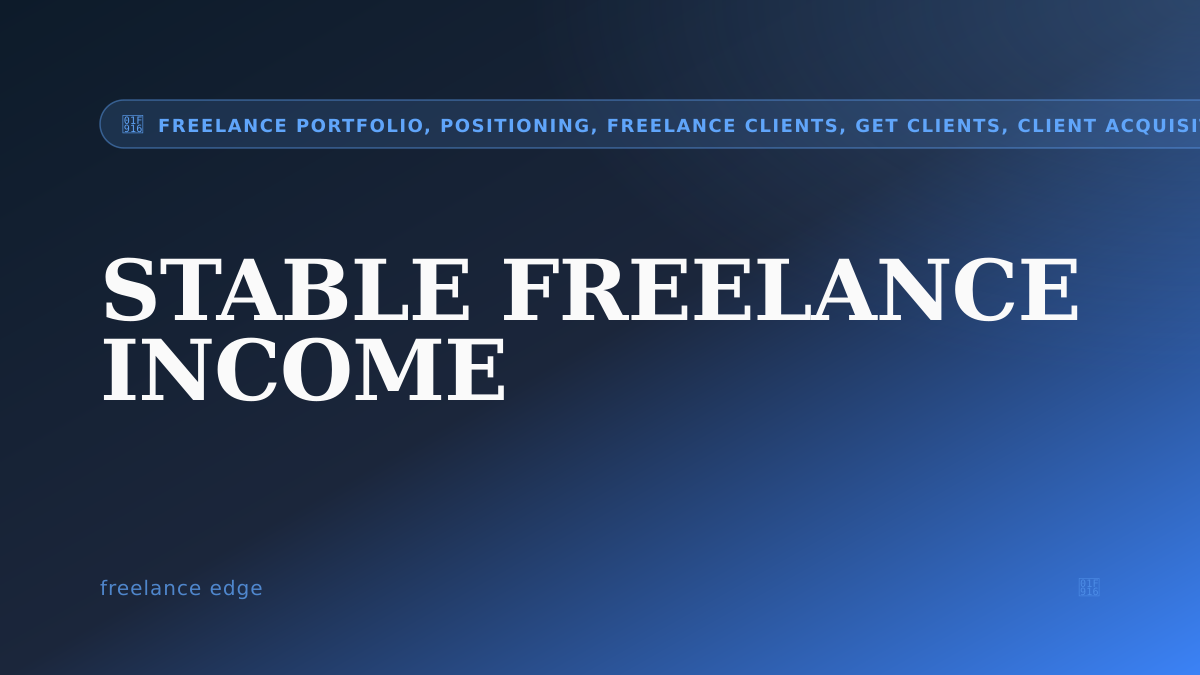 FREELANCE PORTFOLIO, POSITIONING, FREELANCE CLIENTS, GET CLIENTS, CLIENT
STABLE FREELANCE
INCOME
freelance edge